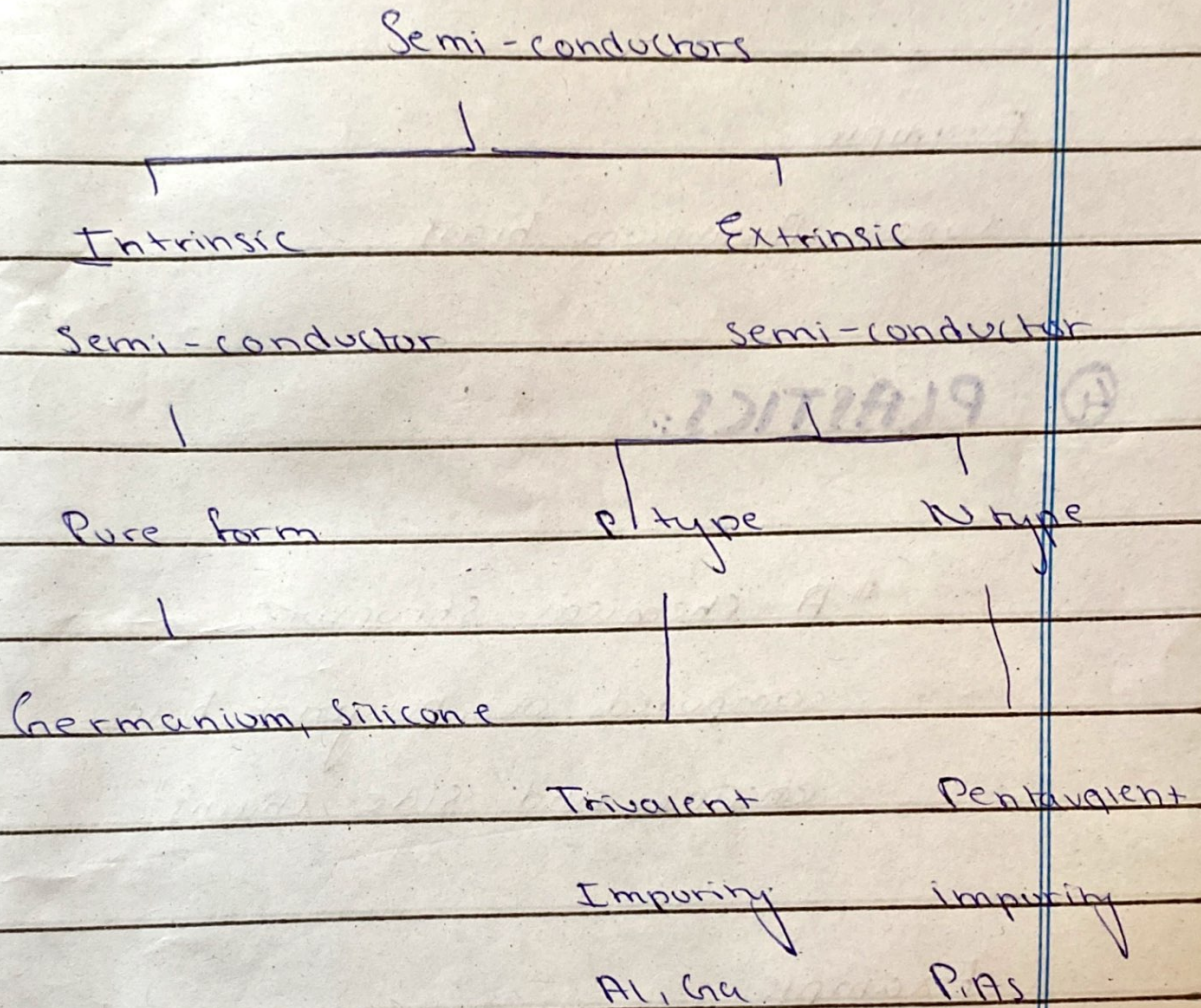 Semi-conductors
Intrinsic Extrinsic
Semi-conductor semi-conductor
Pure form P type N type
Germanium, Silicone
Trivalent Pentavalent
Impurity impurity
Al, Ga P, As